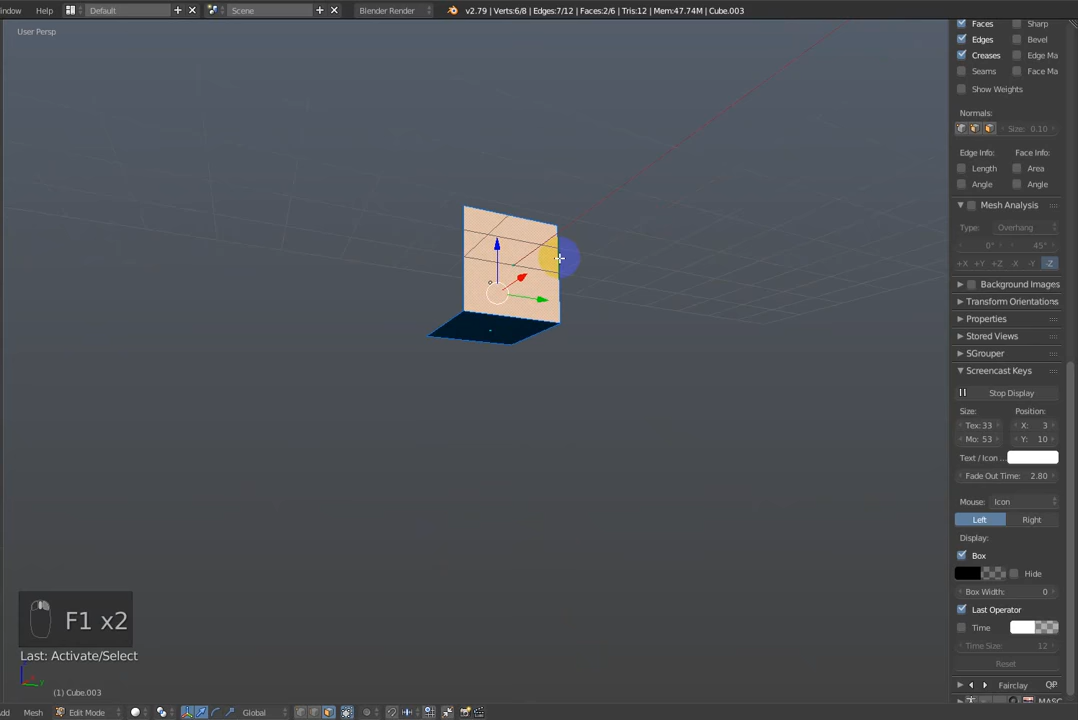 indow Help Default Scene Blender Render v2.79 | Verts:6/8 | Edges:7/12 | Faces:2/6 | Tris:12 | Mem:47.74M | Cube.003
User Persp
Faces Sharp
Edges Bevel
Creases Edge Ma
Seams Face Ma
Show Weights
Normals:
Size: 0.10
Edge Info: Face Info:
Length Area
Angle Angle
Mesh Analysis
Type: Overhang
0° 45°
+X +Y +Z -X -Y -Z
Background Images
Transform Orientations
Properties
Stored Views
SGrouper
Screencast Keys
Stop Display
Size: Position:
Tex: 33 X: 3
Mo: 53 Y: 10
Text / Icon ...
Fade Out Time: 2.80
Mouse: Icon
Left Right
Display:
Box
Hide
Box Width: 0
Last Operator
Time
Time Size: 12
Reset
Fairclay QP
F1 x2
Last: Activate/Select
(1) Cube.003
Add Mesh Edit Mode Global